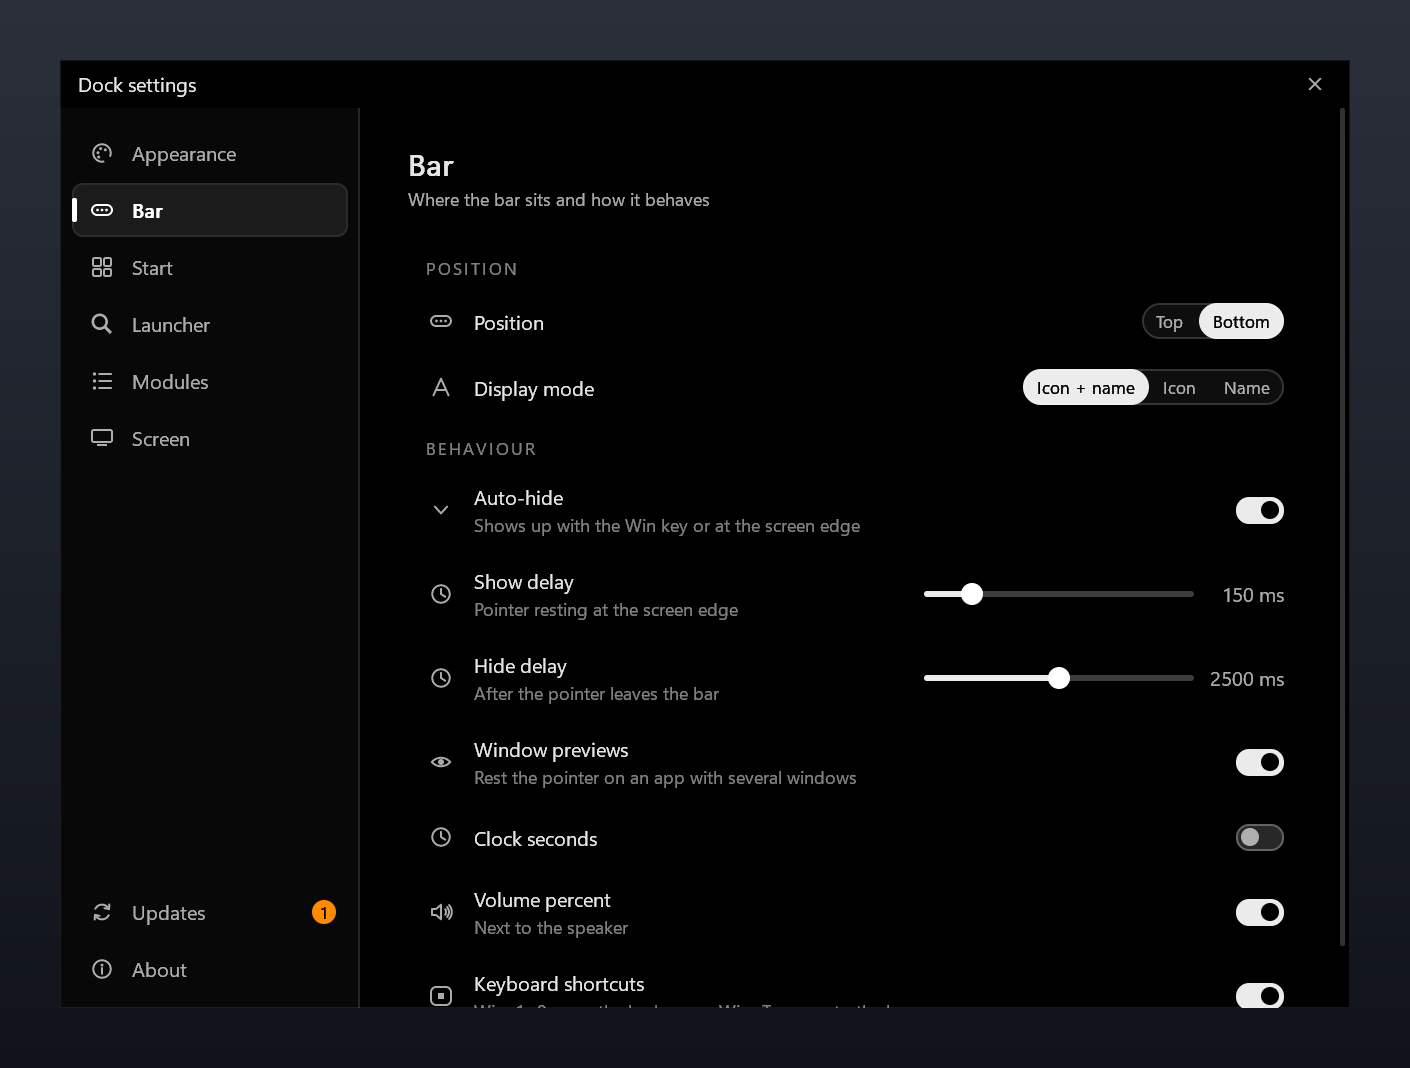 Dock settings
Appearance
Bar
Start
Launcher
Modules
Screen
Updates
1
About
Bar
Where the bar sits and how it behaves
POSITION
Position
Top
Bottom
Display mode
Icon + name
Icon
Name
BEHAVIOUR
Auto-hide
Shows up with the Win key or at the screen edge
Show delay
Pointer resting at the screen edge
150 ms
Hide delay
After the pointer leaves the bar
2500 ms
Window previews
Rest the pointer on an app with several windows
Clock seconds
Volume percent
Next to the speaker
Keyboard shortcuts